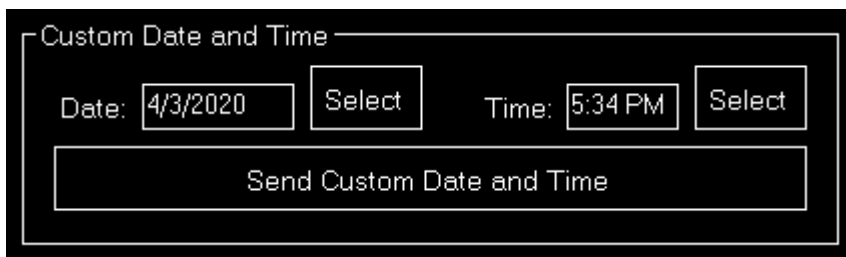 Custom Date and Time
Date: 4/3/2020 Select Time: 5:34 PM Select
Send Custom Date and Time